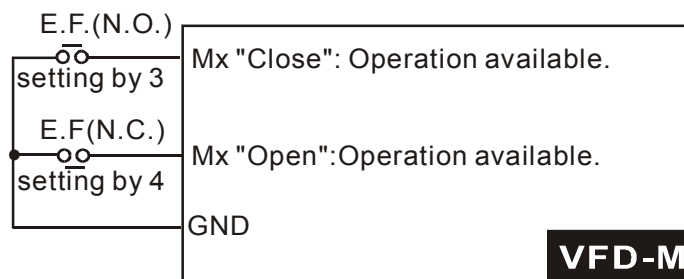 E.F.(N.O.)
setting by 3
Mx "Close": Operation available.
E.F(N.C.)
setting by 4
Mx "Open":Operation available.
GND
VFD-M